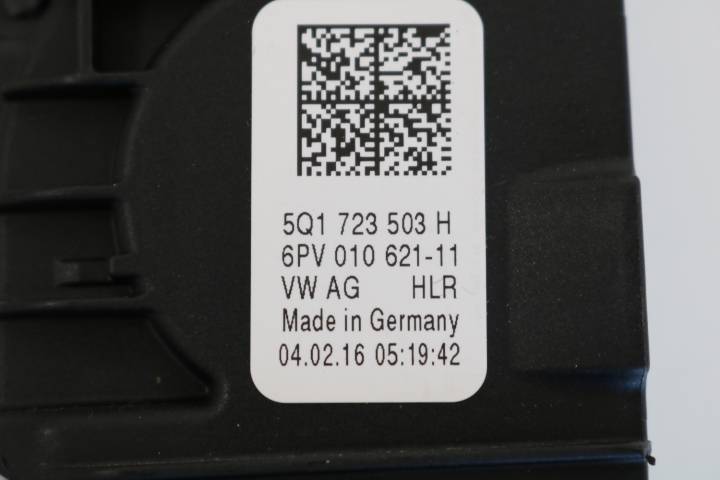 5Q1 723 503 H
6PV 010 621-11
VW AG HLR
Made in Germany
04.02.16 05:19:42